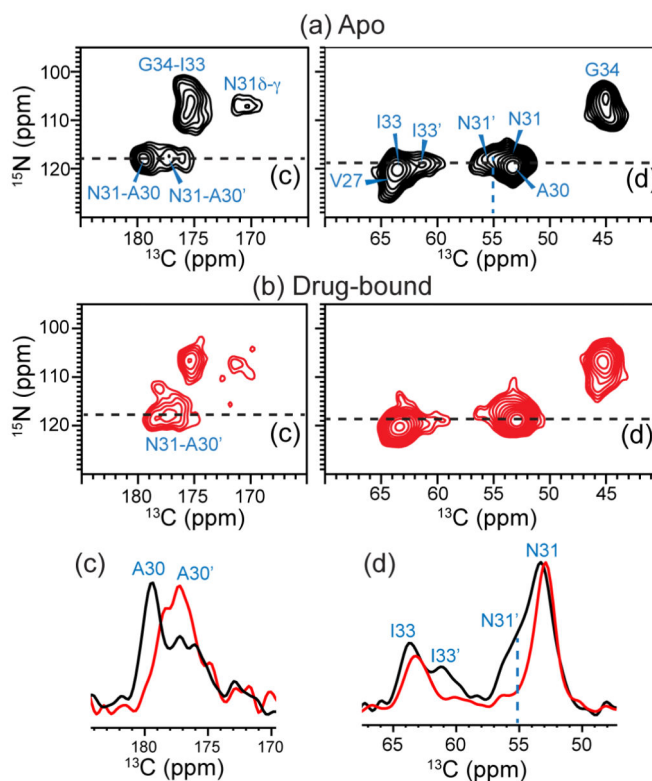 (a) Apo
G34-I33
N31δ-γ
N31-A30
N31-A30'
(c)
100
110
120
15N (ppm)
180
170
13C (ppm)
G34
N31
N31'
I33
I33'
V27
A30
(d)
65
60
55
50
45
13C (ppm)
(b) Drug-bound
100
110
120
15N (ppm)
N31-A30'
(c)
180
170
13C (ppm)
(d)
65
60
55
50
45
13C (ppm)
(c)
A30
A30'
180
175
170
13C (ppm)
(d)
N31
N31'
I33
I33'
65
60
55
50
13C (ppm)